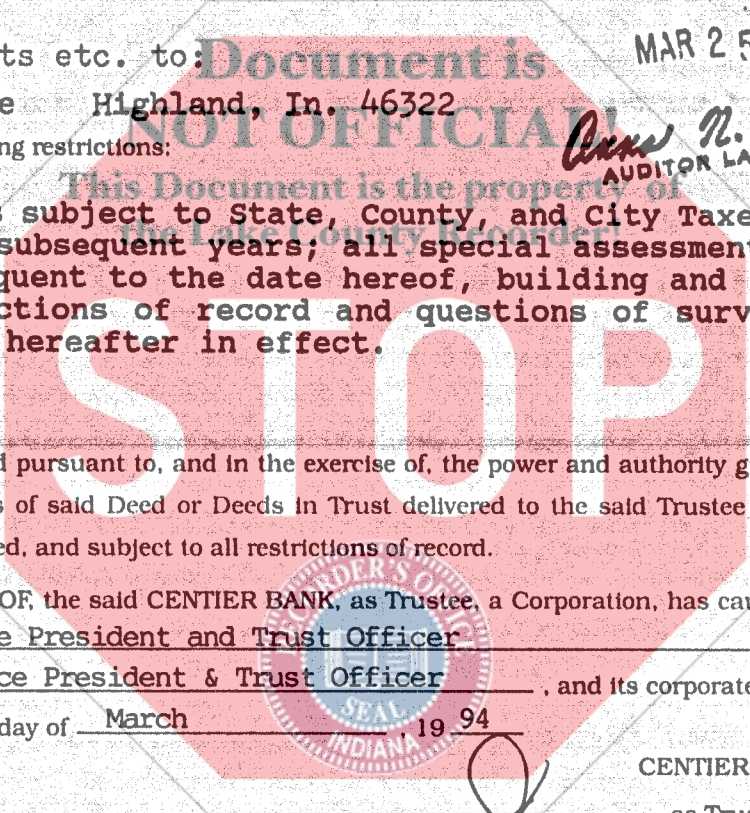 ts etc. to:
MAR 25
Document is
e Highland, In. 46322
NOT OFFICIAL!
ng restrictions:
Anna N.
AUDITOR LA
This Document is the property of
s subject to State, County, and City Taxe
the Lake County Recorder!
subsequent years; all special assessmen
quent to the date hereof, building and
ctions of record and questions of surv
hereafter in effect.
STOP
d pursuant to, and in the exercise of, the power and authority g
s of said Deed or Deeds in Trust delivered to the said Trustee
ed, and subject to all restrictions of record.
OF, the said CENTIER BANK, as Trustee, a Corporation, has cau
e President and Trust Officer
ce President & Trust Officer , and its corporate
day of March , 19 94
RECORDER'S OFFICE
SEAL
INDIANA
CENTIER
as Trus